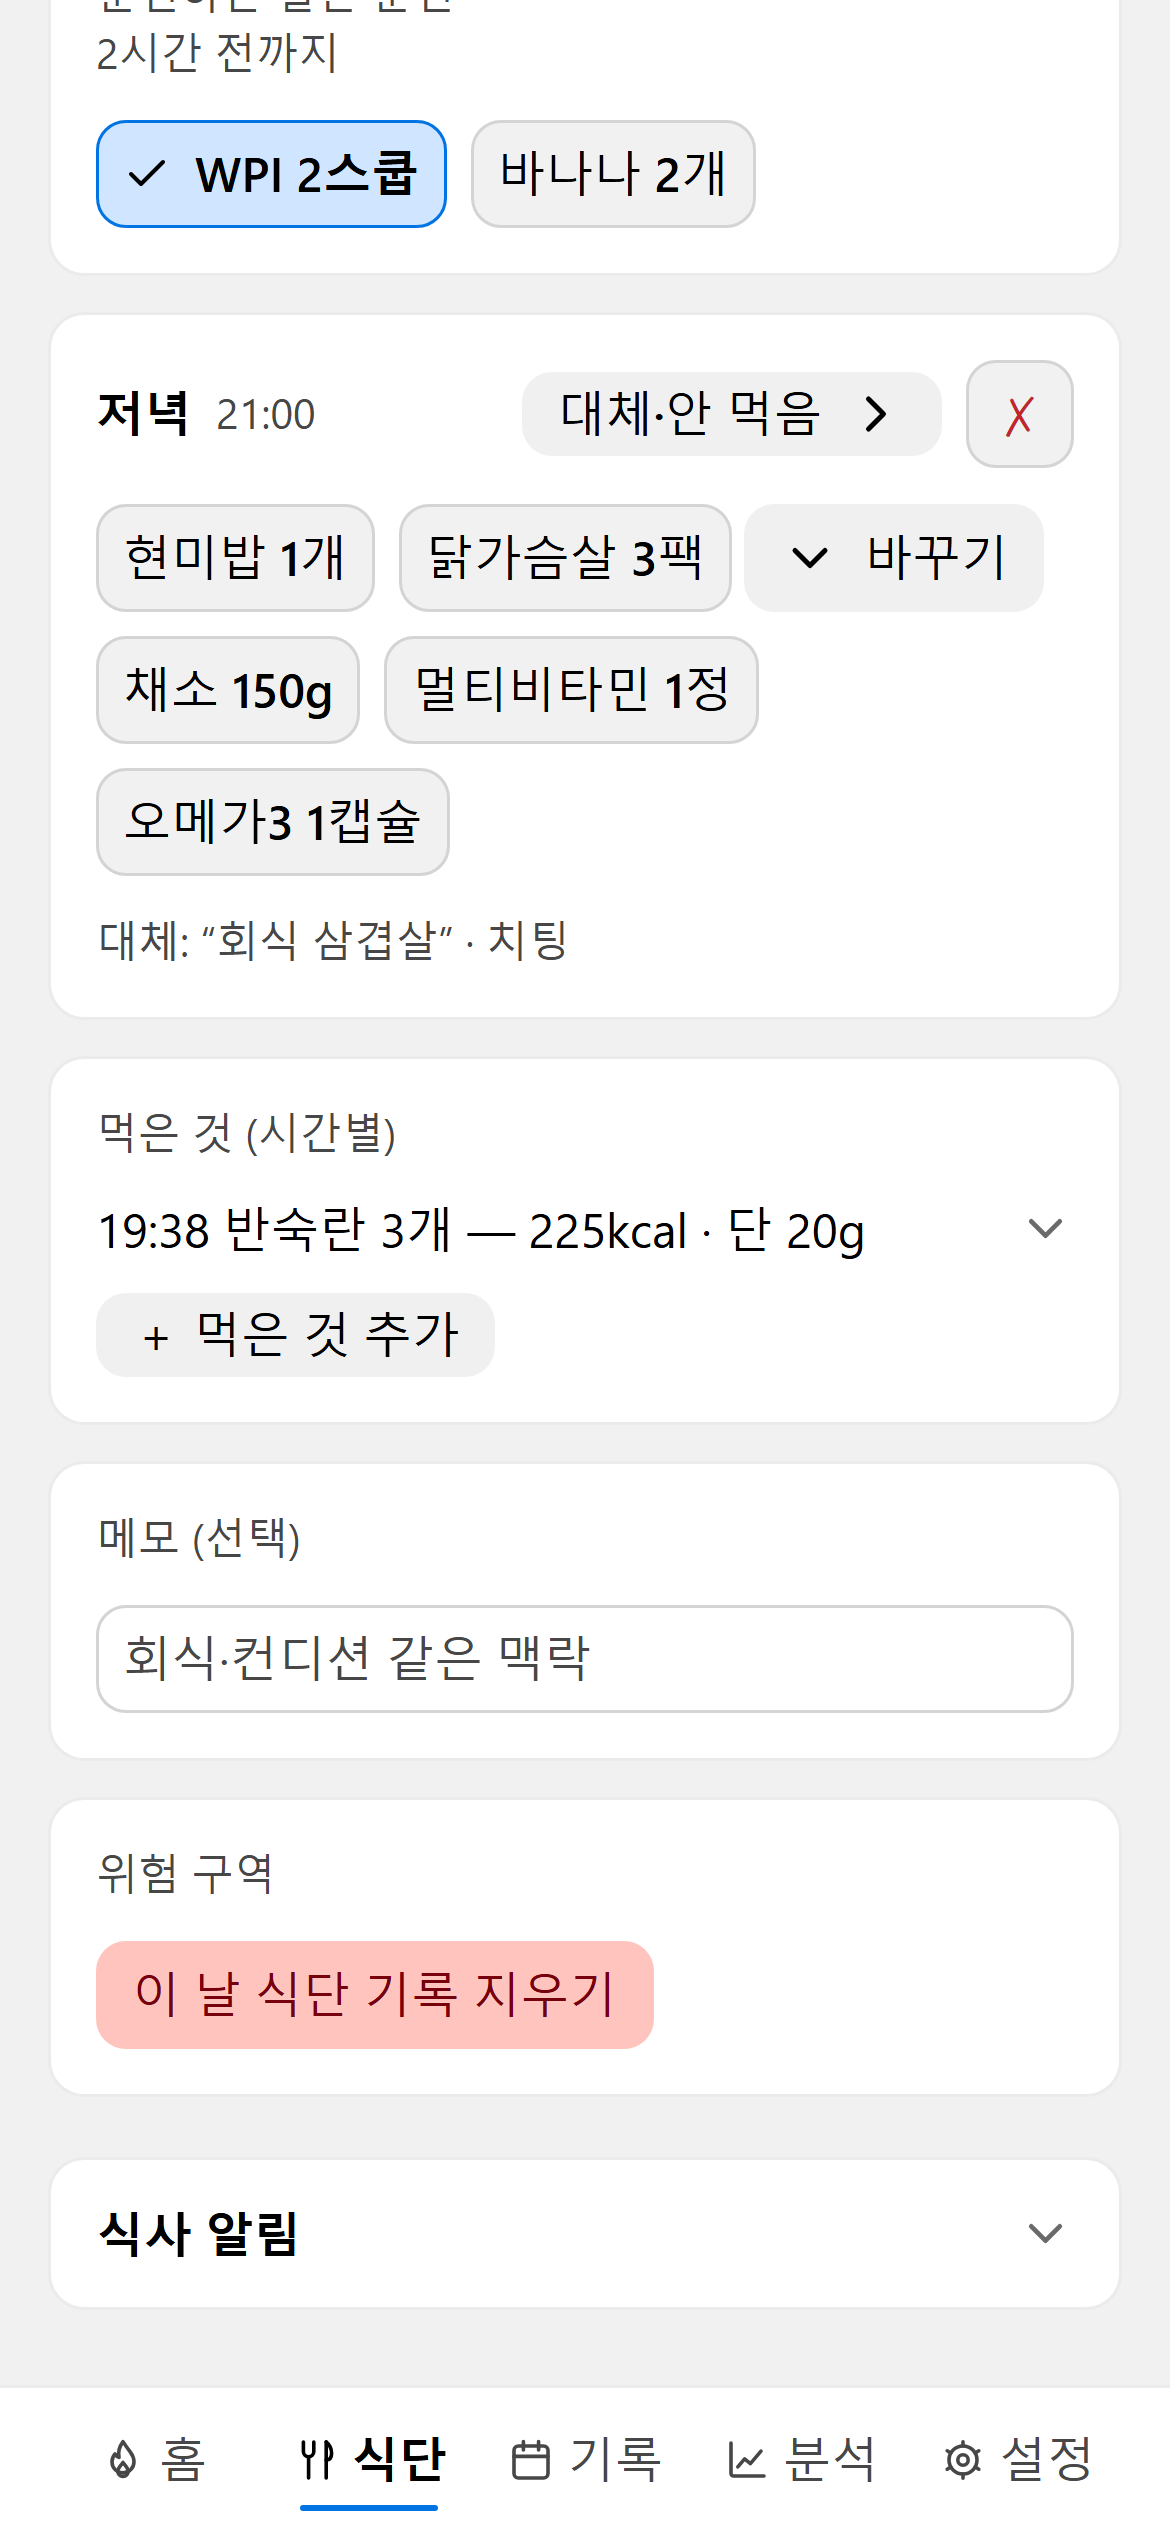 2시간 전까지
WPI 2스쿱 바나나 2개
저녁 21:00 대체·안 먹음
현미밥 1개 닭가슴살 3팩 바꾸기
채소 150g 멀티비타민 1정
오메가3 1캡슐
대체: “회식 삼겹살” · 치팅
먹은 것 (시간별)
19:38 반숙란 3개 — 225kcal · 단 20g
+ 먹은 것 추가
메모 (선택)
회식·컨디션 같은 맥락
위험 구역
이 날 식단 기록 지우기
식사 알림
홈 식단 기록 분석 설정